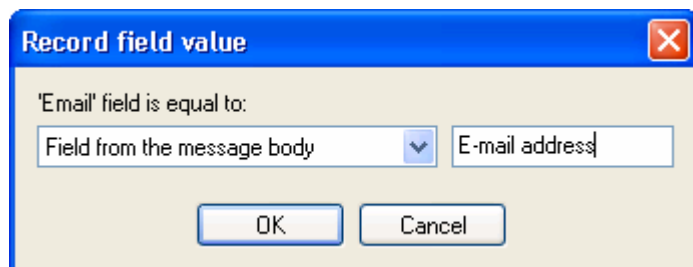 Record field value
'Email' field is equal to:
Field from the message body
E-mail address
OK
Cancel